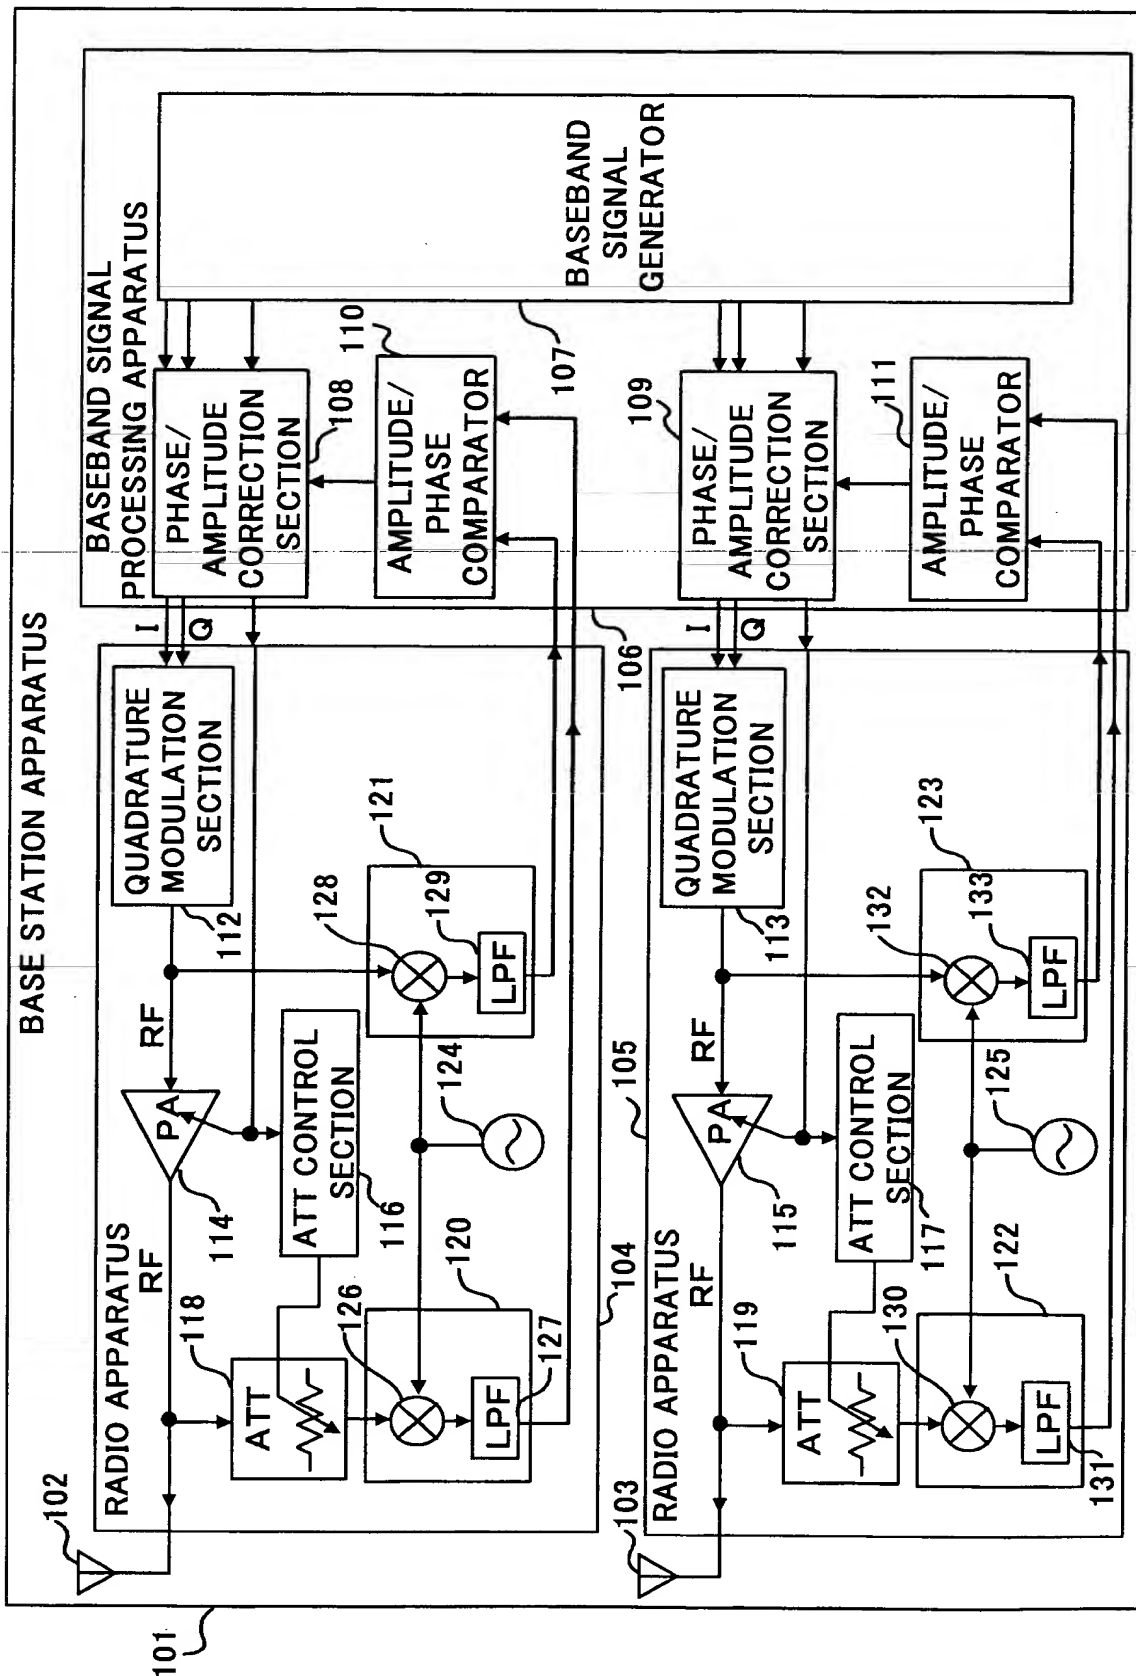 BASE STATION APPARATUS
101
102
RADIO APPARATUS
RF
118
ATT
114
PA
RF
ATT CONTROL
SECTION
116
126
120
LPF
127
104
124
112
QUADRATURE
MODULATION
SECTION
128
121
129
LPF
I
Q
BASEBAND SIGNAL
PROCESSING APPARATUS
PHASE/
AMPLITUDE
CORRECTION
SECTION
108
AMPLITUDE/
PHASE
COMPARATOR
110
107
BASEBAND
SIGNAL
GENERATOR
106
103
RADIO APPARATUS
105
RF
119
ATT
115
PA
RF
ATT CONTROL
SECTION
117
130
122
LPF
131
125
113
QUADRATURE
MODULATION
SECTION
132
123
133
LPF
I
Q
109
PHASE/
AMPLITUDE
CORRECTION
SECTION
111
AMPLITUDE/
PHASE
COMPARATOR